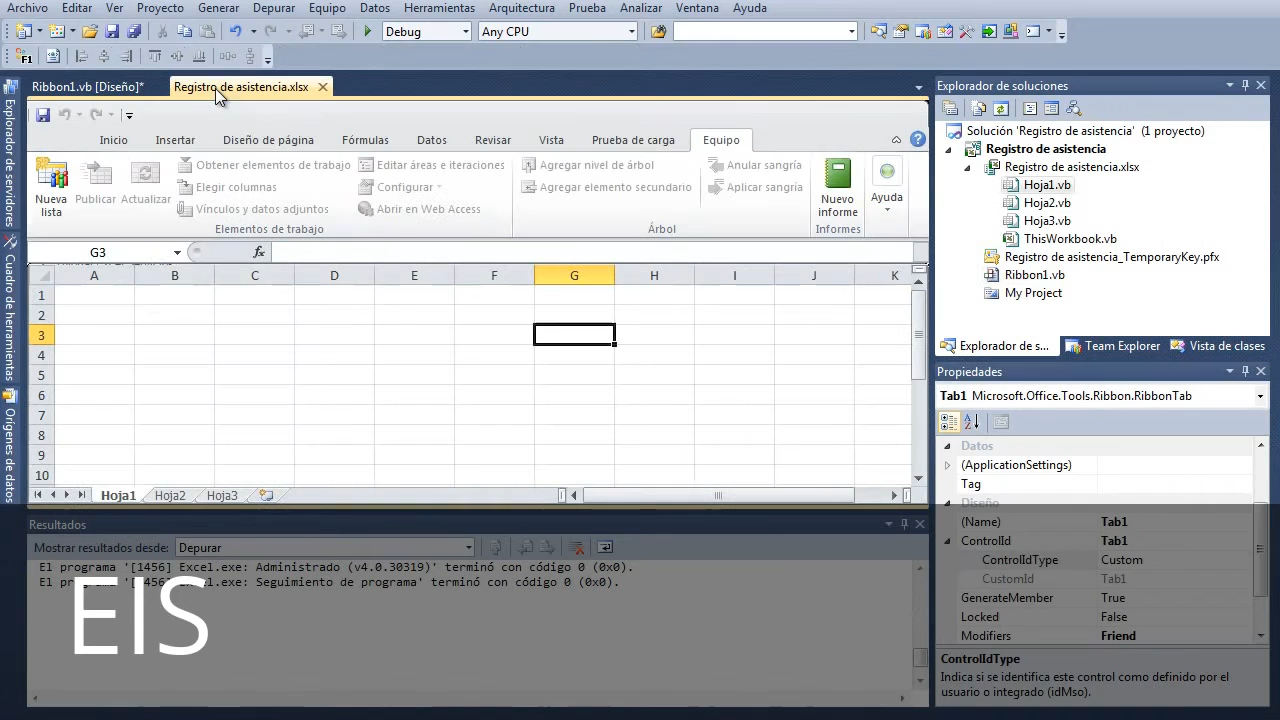 Archivo Editar Ver Proyecto Generar Depurar Equipo Datos Herramientas Arquitectura Prueba Analizar Ventana Ayuda
Debug Any CPU
Ribbon1.vb [Diseño]* Registro de asistencia.xlsx
Inicio Insertar Diseño de página Fórmulas Datos Revisar Vista Prueba de carga Equipo
Nueva lista Publicar Actualizar
Obtener elementos de trabajo Editar áreas e iteraciones
Elegir columnas Configurar
Vínculos y datos adjuntos Abrir en Web Access
Elementos de trabajo
Agregar nivel de árbol Anular sangría
Agregar elemento secundario Aplicar sangría
Árbol
Nuevo informe
Informes
Ayuda
G3 fx
A B C D E F G H I J K
1
2
3
4
5
6
7
8
9
10
Hoja1 Hoja2 Hoja3
Resultados
Mostrar resultados desde: Depurar
El programa '[1456] Excel.exe: Administrado (v4.0.30319)' terminó con código 0 (0x0).
El programa '[1456] Excel.exe: Seguimiento de programa' terminó con código 0 (0x0).
EIS
Explorador de servidores
Cuadro de herramientas
Orígenes de datos
Explorador de soluciones
Solución 'Registro de asistencia' (1 proyecto)
Registro de asistencia
Registro de asistencia.xlsx
Hoja1.vb
Hoja2.vb
Hoja3.vb
ThisWorkbook.vb
Registro de asistencia_TemporaryKey.pfx
Ribbon1.vb
My Project
Explorador de s... Team Explorer Vista de clases
Propiedades
Tab1 Microsoft.Office.Tools.Ribbon.RibbonTab
Datos
(ApplicationSettings)
Tag
Diseño
(Name) Tab1
ControlId Tab1
ControlIdType Custom
CustomId Tab1
GenerateMember True
Locked False
Modifiers Friend
ControlIdType
Indica si se identifica este control como definido por el
usuario o integrado (idMso).